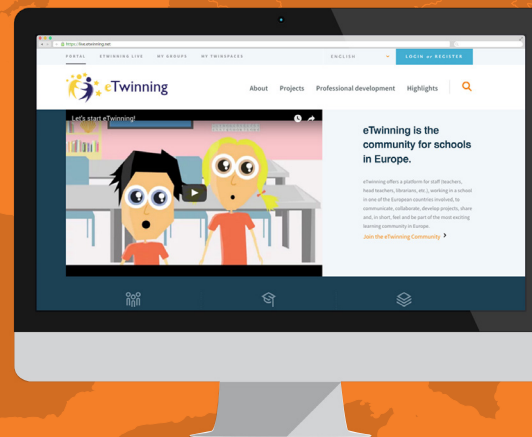 https://live.etwinning.net
PORTAL ETWINNING LIVE MY GROUPS MY TWINSPACES ENGLISH LOGIN or REGISTER
eTwinning
About Projects Professional development Highlights
Let's start eTwinning!
eTwinning is the
community for schools
in Europe.
eTwinning offers a platform for staff (teachers,
head teachers, librarians, etc.), working in a school
in one of the European countries involved, to
communicate, collaborate, develop projects, share
and, in short, feel and be part of the most exciting
learning community in Europe.
Join the eTwinning Community